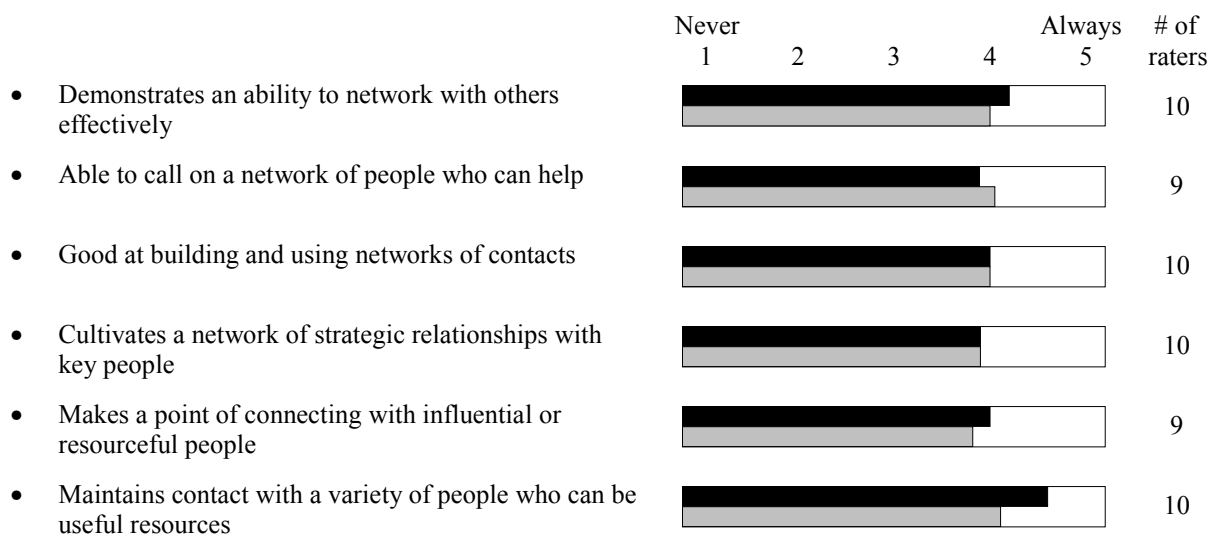 Never Always # of
1 2 3 4 5 raters
• Demonstrates an ability to network with others
effectively
10
• Able to call on a network of people who can help
9
• Good at building and using networks of contacts
10
• Cultivates a network of strategic relationships with
key people
10
• Makes a point of connecting with influential or
resourceful people
9
• Maintains contact with a variety of people who can be
useful resources
10